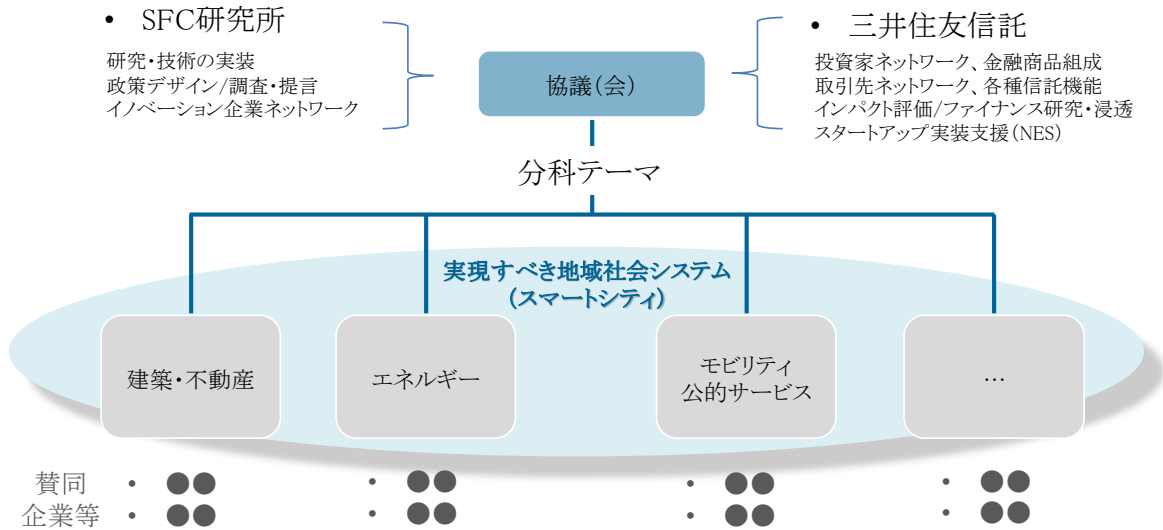 • SFC研究所
研究・技術の実装
政策デザイン/調査・提言
イノベーション企業ネットワーク
協議(会)
• 三井住友信託
投資家ネットワーク、金融商品組成
取引先ネットワーク、各種信託機能
インパクト評価/ファイナンス研究・浸透
スタートアップ実装支援(NES)
分科テーマ
実現すべき地域社会システム
(スマートシティ)
建築・不動産
エネルギー
モビリティ
公的サービス
…
賛同
企業等
• ●●
• ●●
• ●●
• ●●
• ●●
• ●●
• ●●
• ●●